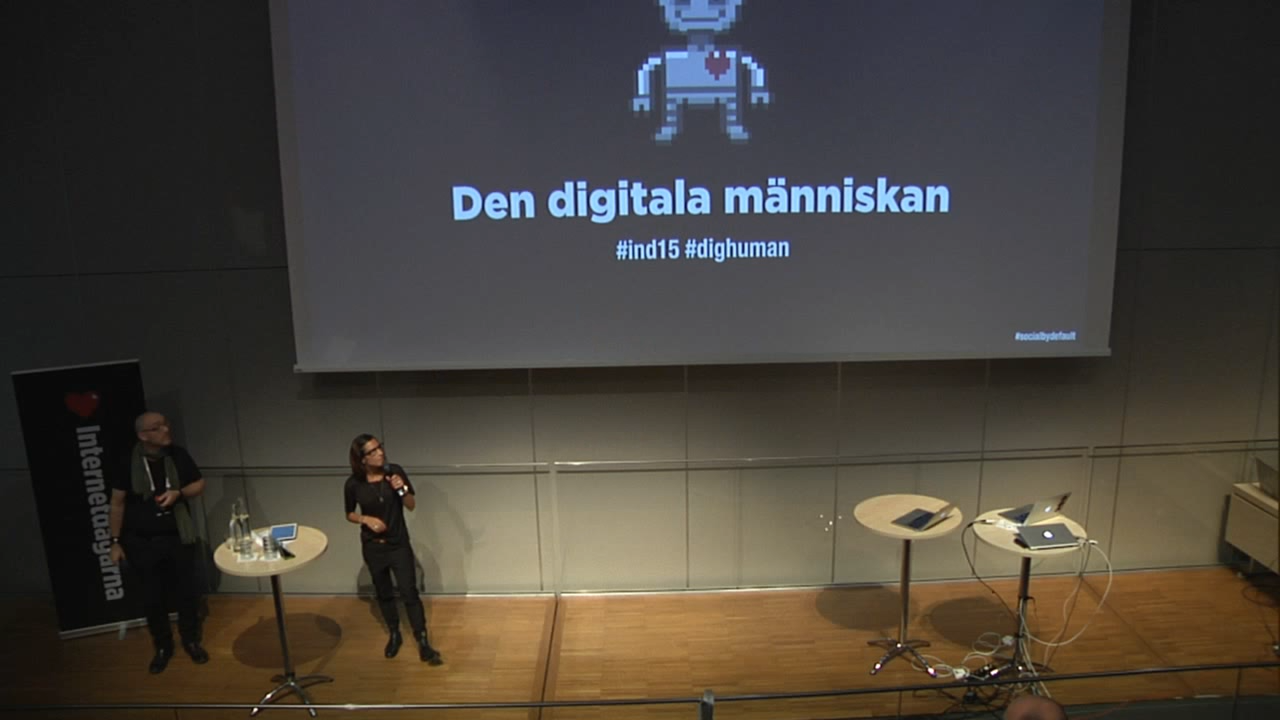 Den digitala människan
#ind15 #dighuman
#socialbydefault
Internetdagarna